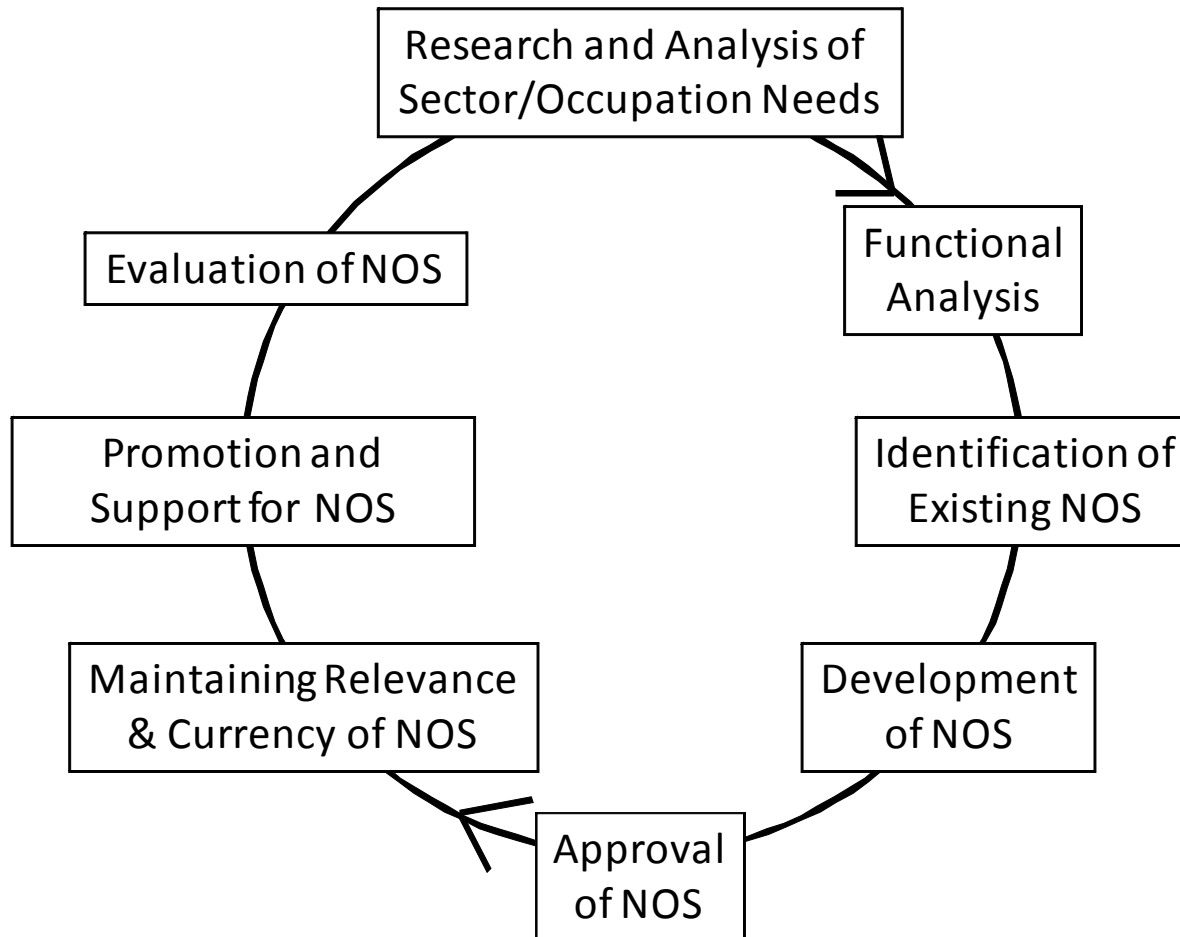 Research and Analysis of
Sector/Occupation Needs
Functional
Analysis
Identification of
Existing NOS
Development
of NOS
Approval
of NOS
Maintaining Relevance
& Currency of NOS
Promotion and
Support for NOS
Evaluation of NOS